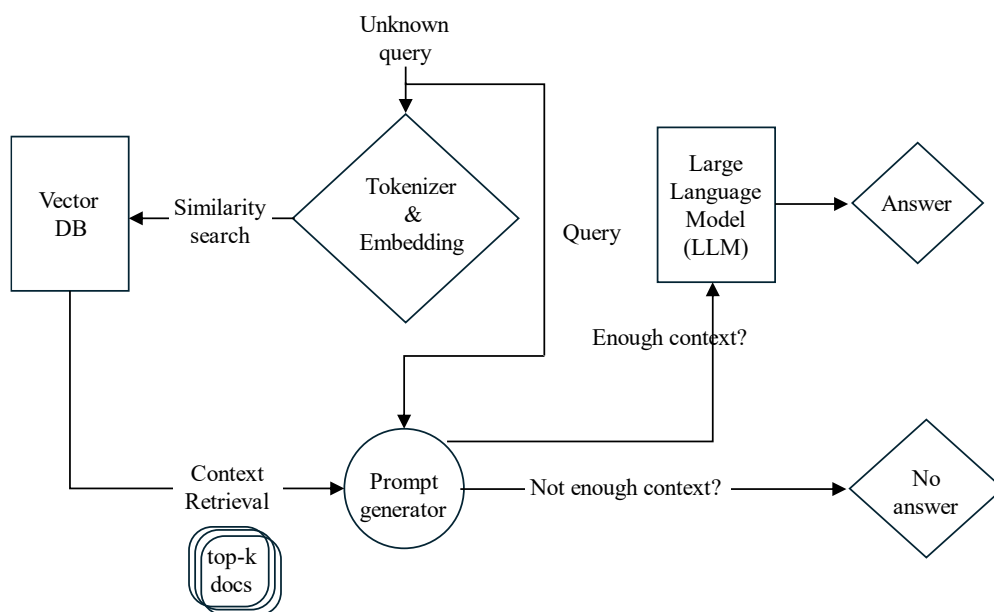 Unknown
query
Vector
DB
Similarity
search
Tokenizer
&
Embedding
Query
Large
Language
Model
(LLM)
Answer
Enough context?
Context
Retrieval
top-k
docs
Prompt
generator
Not enough context?
No
answer